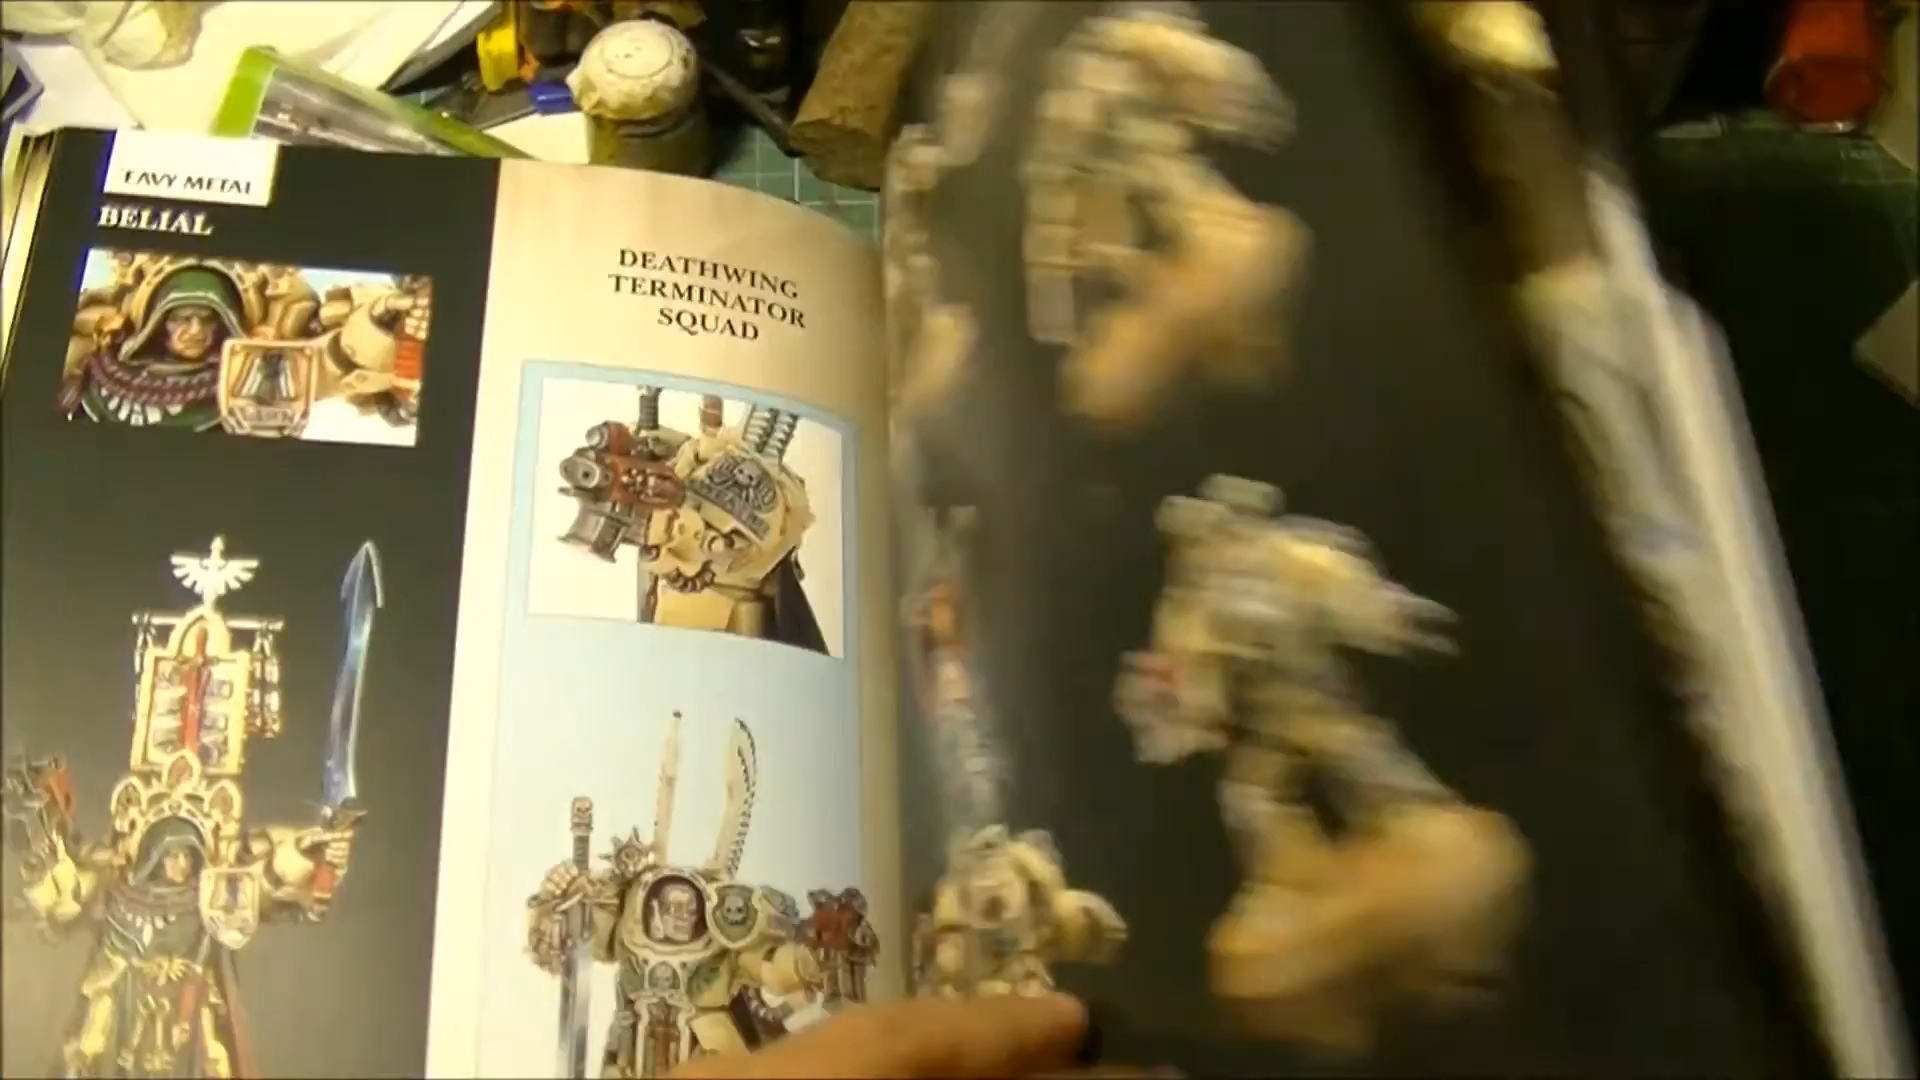 EAVY METAL
BELIAL
DEATHWING
TERMINATOR
SQUAD